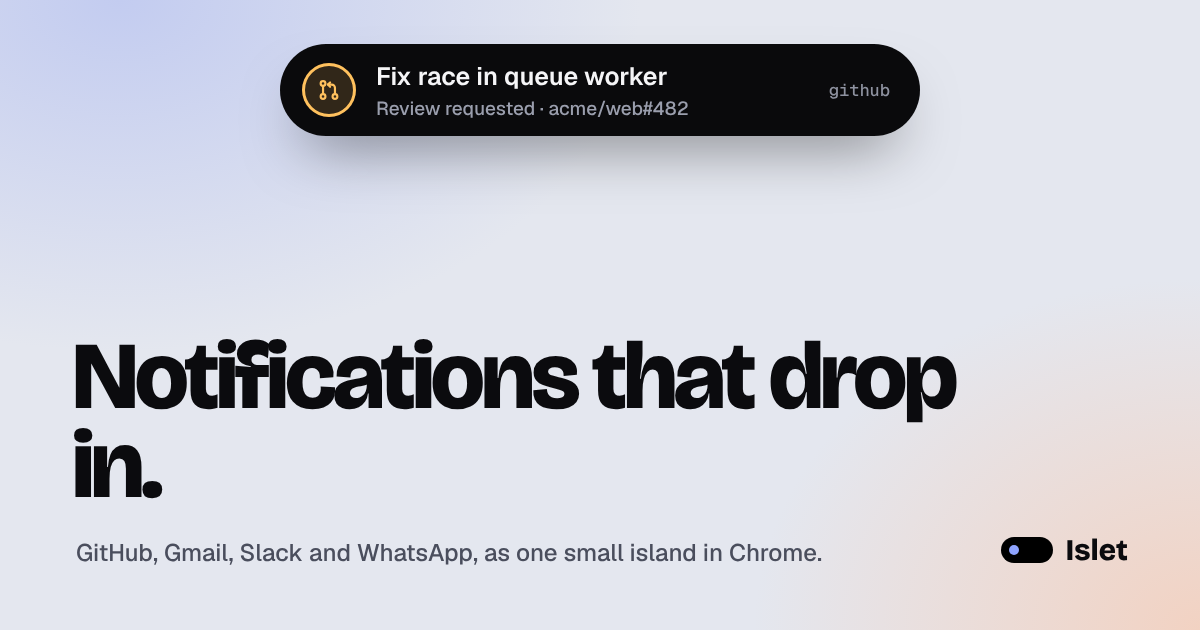 Fix race in queue worker
Review requested · acme/web#482
github
Notifications that drop
in.
GitHub, Gmail, Slack and WhatsApp, as one small island in Chrome.
Islet